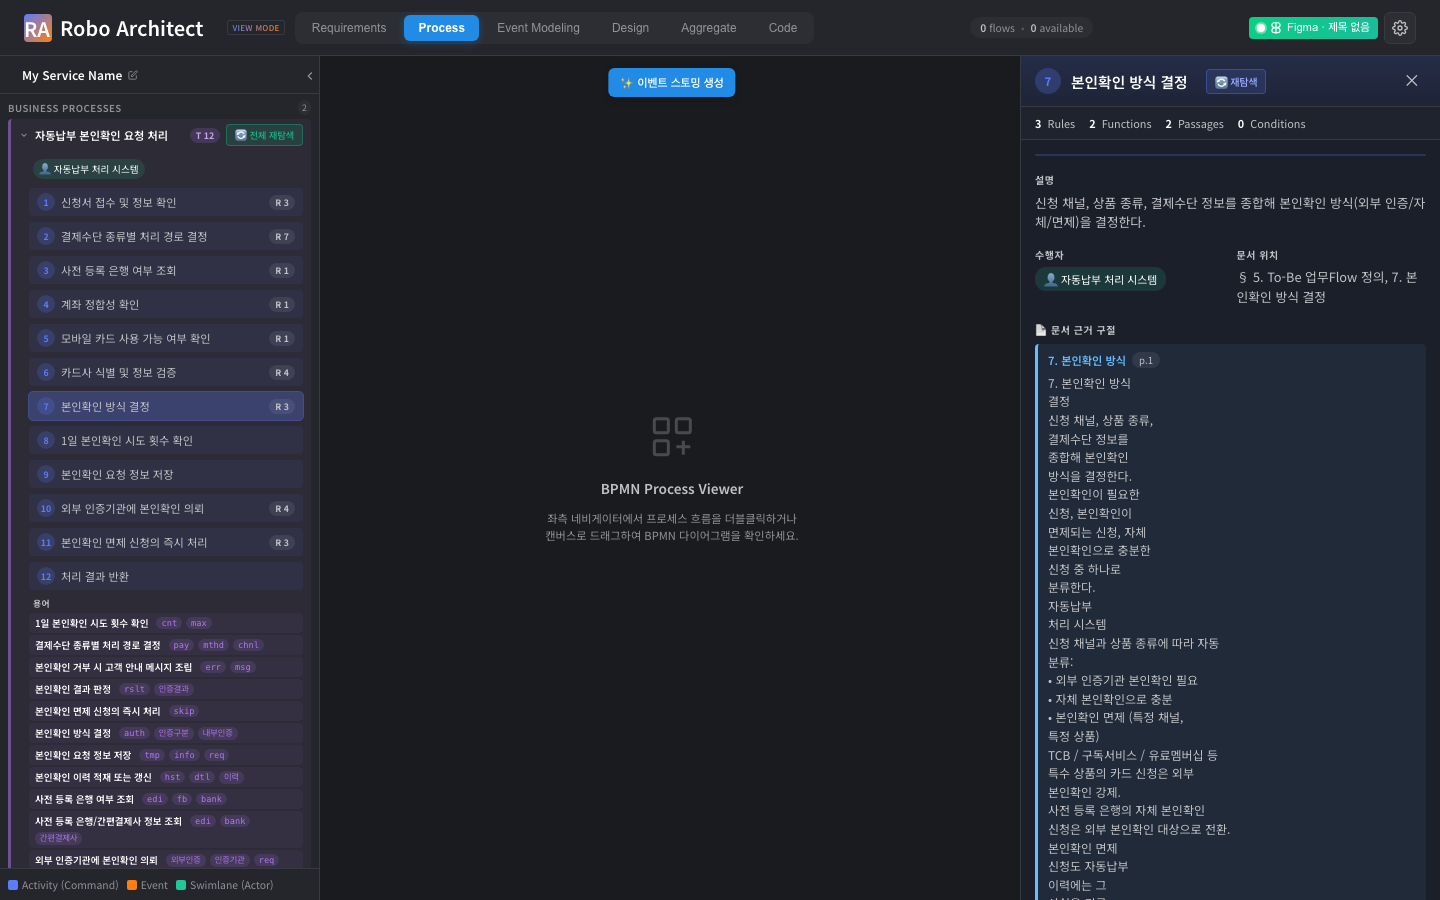 RA Robo Architect
VIEW MODE
Requirements Process Event Modeling Design Aggregate Code
0 flows • 0 available
Figma · 제목 없음
My Service Name
BUSINESS PROCESSES 2
자동납부 본인확인 요청 처리 T 12 전체 재탐색
자동납부 처리 시스템
1 신청서 접수 및 정보 확인 R 3
2 결제수단 종류별 처리 경로 결정 R 7
3 사전 등록 은행 여부 조회 R 1
4 계좌 정합성 확인 R 1
5 모바일 카드 사용 가능 여부 확인 R 1
6 카드사 식별 및 정보 검증 R 4
7 본인확인 방식 결정 R 3
8 1일 본인확인 시도 횟수 확인
9 본인확인 요청 정보 저장
10 외부 인증기관에 본인확인 의뢰 R 4
11 본인확인 면제 신청의 즉시 처리 R 3
12 처리 결과 반환
용어
1일 본인확인 시도 횟수 확인 cnt max
결제수단 종류별 처리 경로 결정 pay mthd chnl
본인확인 거부 시 고객 안내 메시지 조립 err msg
본인확인 결과 판정 rslt 인증결과
본인확인 면제 신청의 즉시 처리 skip
본인확인 방식 결정 auth 인증구분 내부인증
본인확인 요청 정보 저장 tmp info req
본인확인 이력 적재 또는 갱신 hst dtl 이력
사전 등록 은행 여부 조회 edi fb bank
사전 등록 은행/간편결제사 정보 조회 edi bank
간편결제사
외부 인증기관에 본인확인 의뢰 외부인증 인증기관 req
Activity (Command) Event Swimlane (Actor)
✨ 이벤트 스토밍 생성
BPMN Process Viewer
좌측 네비게이터에서 프로세스 흐름을 더블클릭하거나
캔버스로 드래그하여 BPMN 다이어그램을 확인하세요.
7 본인확인 방식 결정 재탐색
3 Rules 2 Functions 2 Passages 0 Conditions
설명
신청 채널, 상품 종류, 결제수단 정보를 종합해 본인확인 방식(외부 인증/자
체/면제)을 결정한다.
수행자
자동납부 처리 시스템
문서 위치
§ 5. To-Be 업무Flow 정의, 7. 본
인확인 방식 결정
문서 근거 구절
7. 본인확인 방식 p.1
7. 본인확인 방식
결정
신청 채널, 상품 종류,
결제수단 정보를
종합해 본인확인
방식을 결정한다.
본인확인이 필요한
신청, 본인확인이
면제되는 신청, 자체
본인확인으로 충분한
신청 중 하나로
분류한다.
자동납부
처리 시스템
신청 채널과 상품 종류에 따라 자동
분류:
• 외부 인증기관 본인확인 필요
• 자체 본인확인으로 충분
• 본인확인 면제 (특정 채널,
특정 상품)
TCB / 구독서비스 / 유료멤버십 등
특수 상품의 카드 신청은 외부
본인확인 강제.
사전 등록 은행의 자체 본인확인
신청은 외부 본인확인 대상으로 전환.
본인확인 면제
신청도 자동납부
이력에는 그